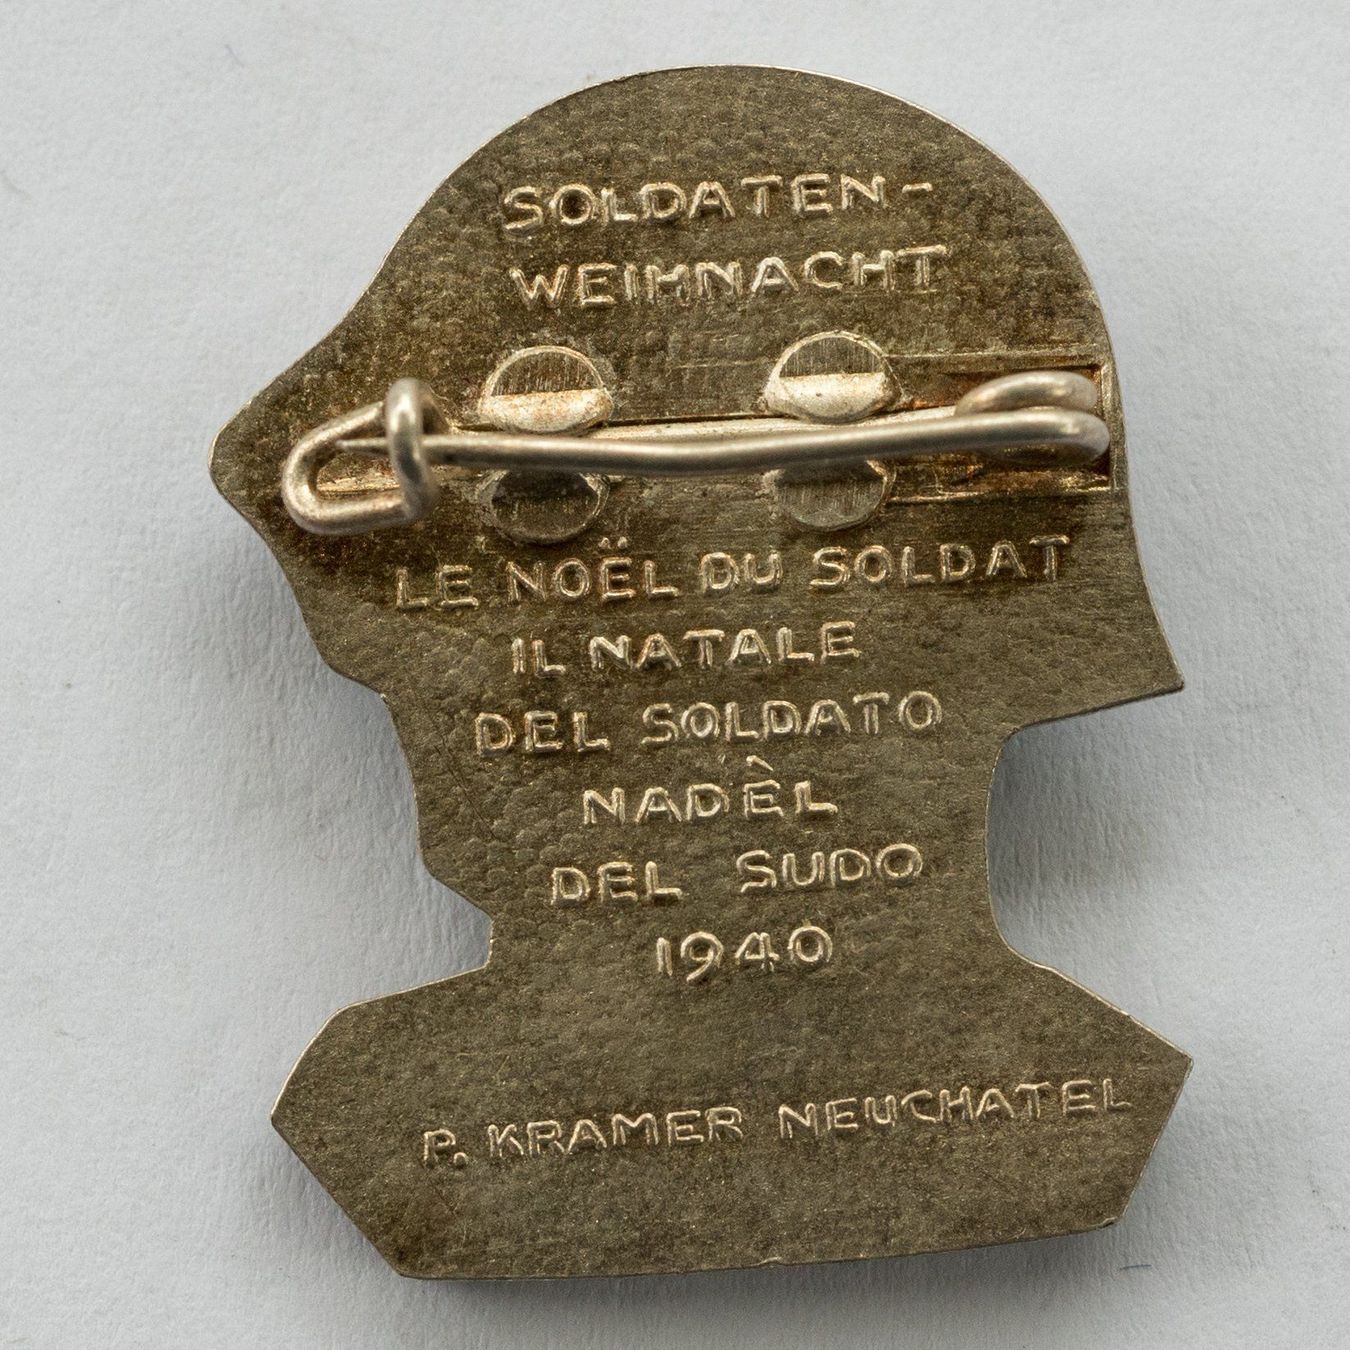 SOLDATEN-
WEIHNACHT
LE NOËL DU SOLDAT
IL NATALE
DEL SOLDATO
NADÈL
DEL SUDO
1940
P. KRAMER NEUCHATEL